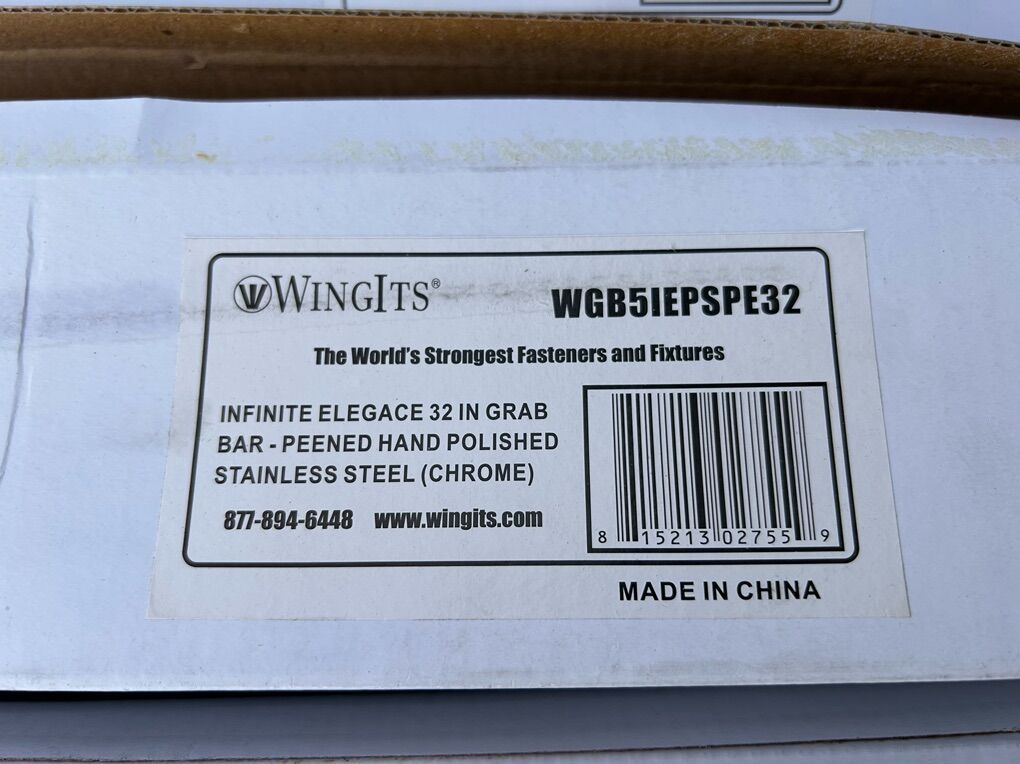 WINGITS®
WGB5IEPSPE32
The World's Strongest Fasteners and Fixtures
INFINITE ELEGACE 32 IN GRAB
BAR - PEENED HAND POLISHED
STAINLESS STEEL (CHROME)
877-894-6448 www.wingits.com
8 15213 02755 9
MADE IN CHINA